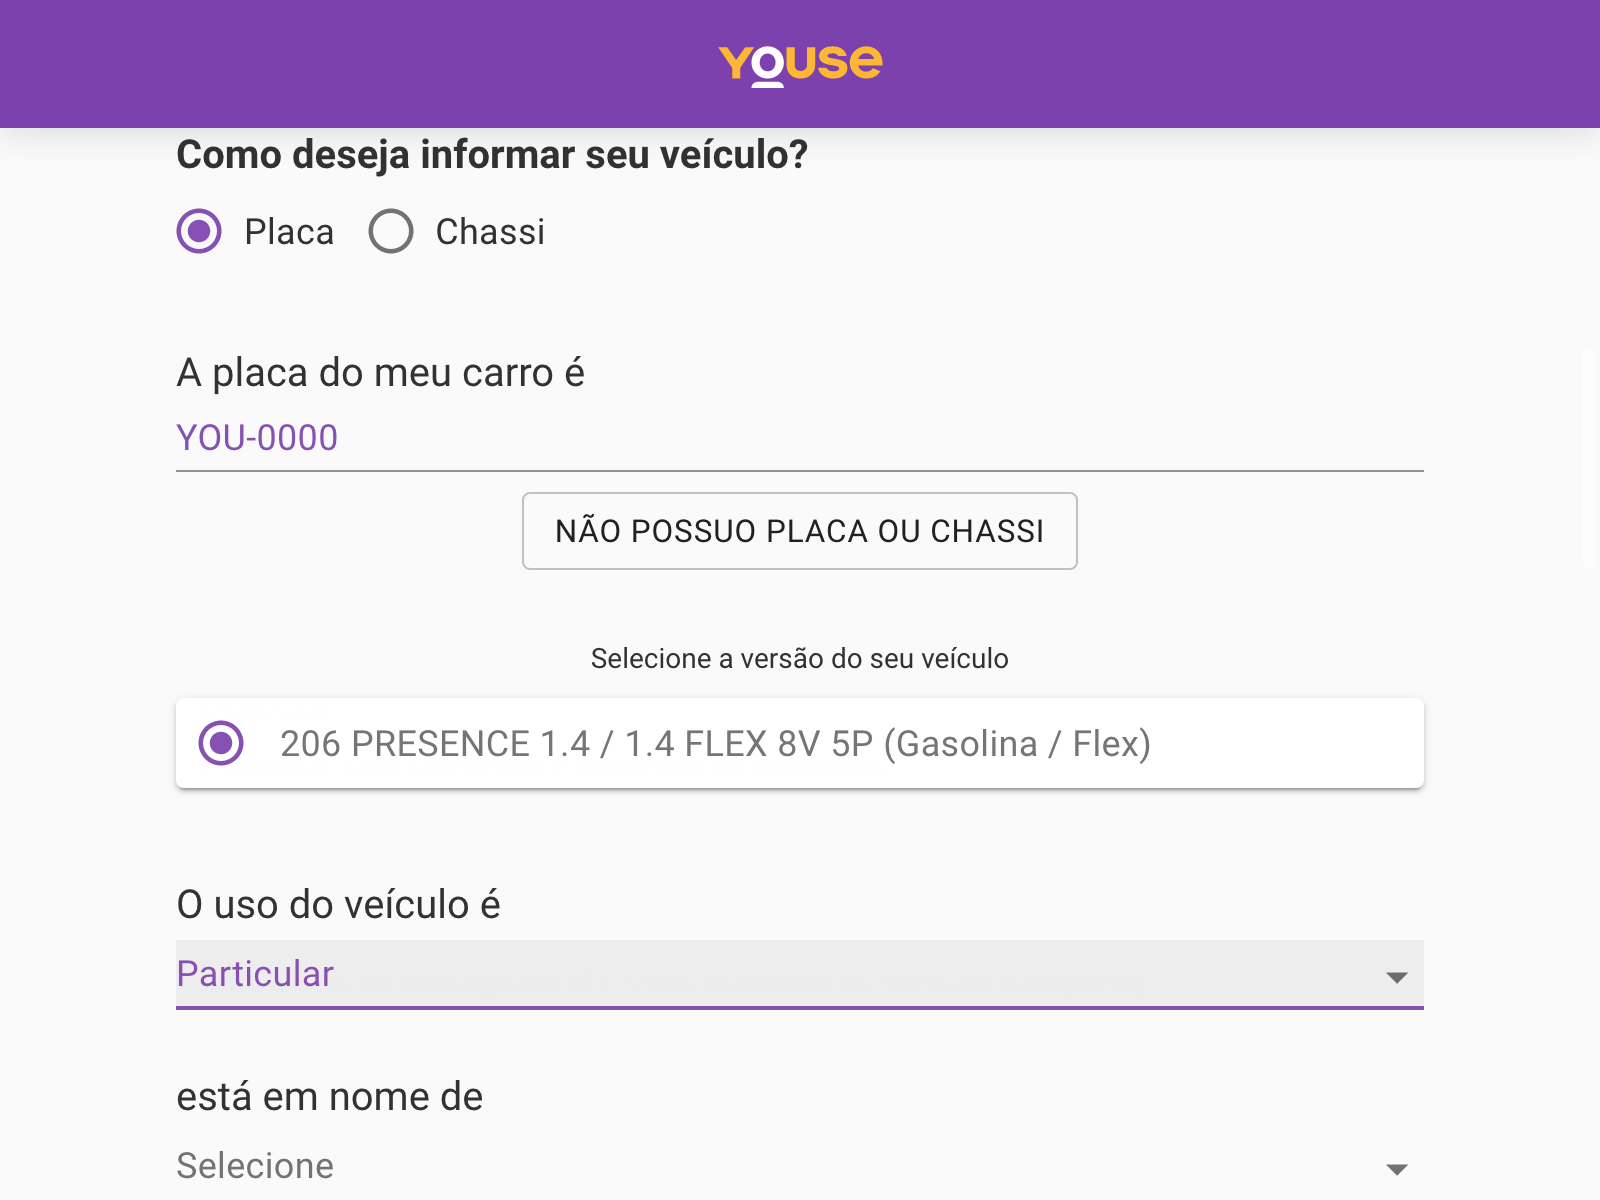 YOUSE
Como deseja informar seu veículo?
Placa Chassi
A placa do meu carro é
YOU-0000
NÃO POSSUO PLACA OU CHASSI
Selecione a versão do seu veículo
206 PRESENCE 1.4 / 1.4 FLEX 8V 5P (Gasolina / Flex)
O uso do veículo é
Particular
está em nome de
Selecione